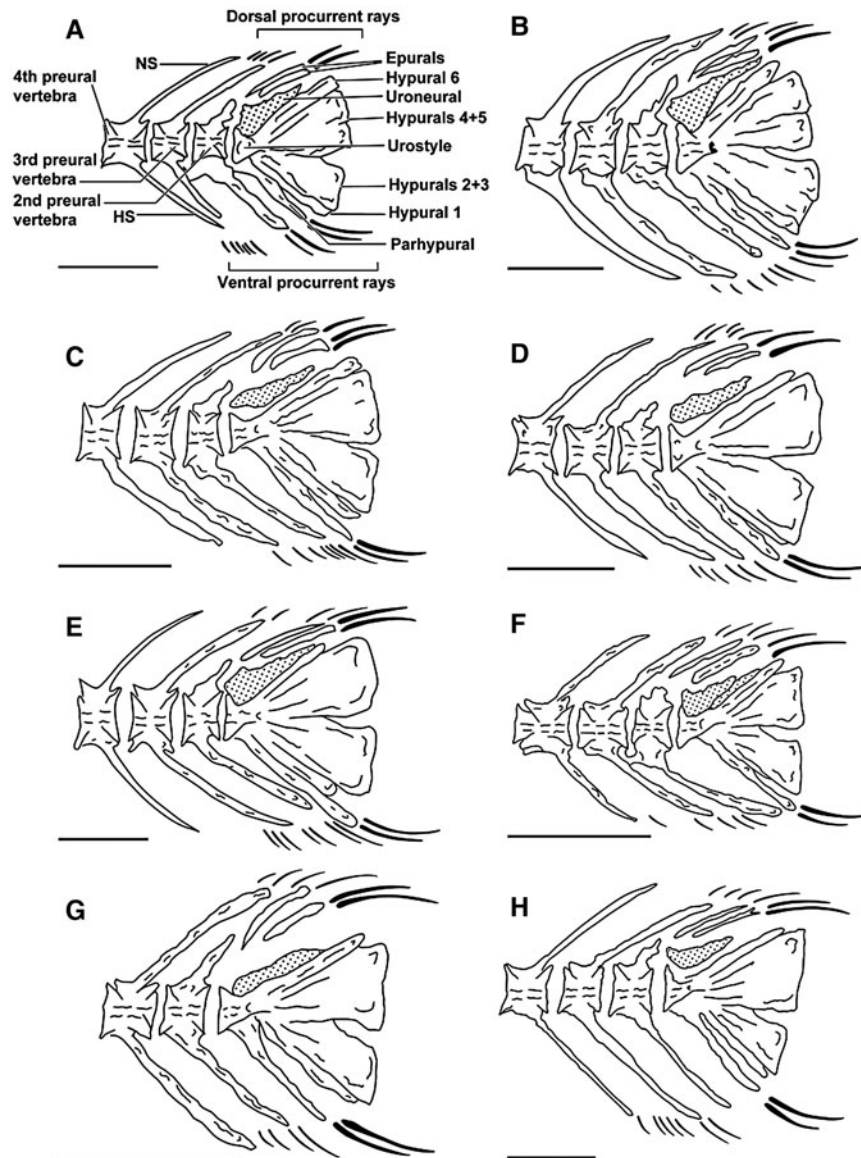 A
Dorsal procurrent rays
NS
4th preural
vertebra
3rd preural
vertebra
2nd preural
vertebra
HS
Epurals
Hypural 6
Uroneural
Hypurals 4+5
Urostyle
Hypurals 2+3
Hypural 1
Parhypural
Ventral procurrent rays
B
C
D
E
F
G
H